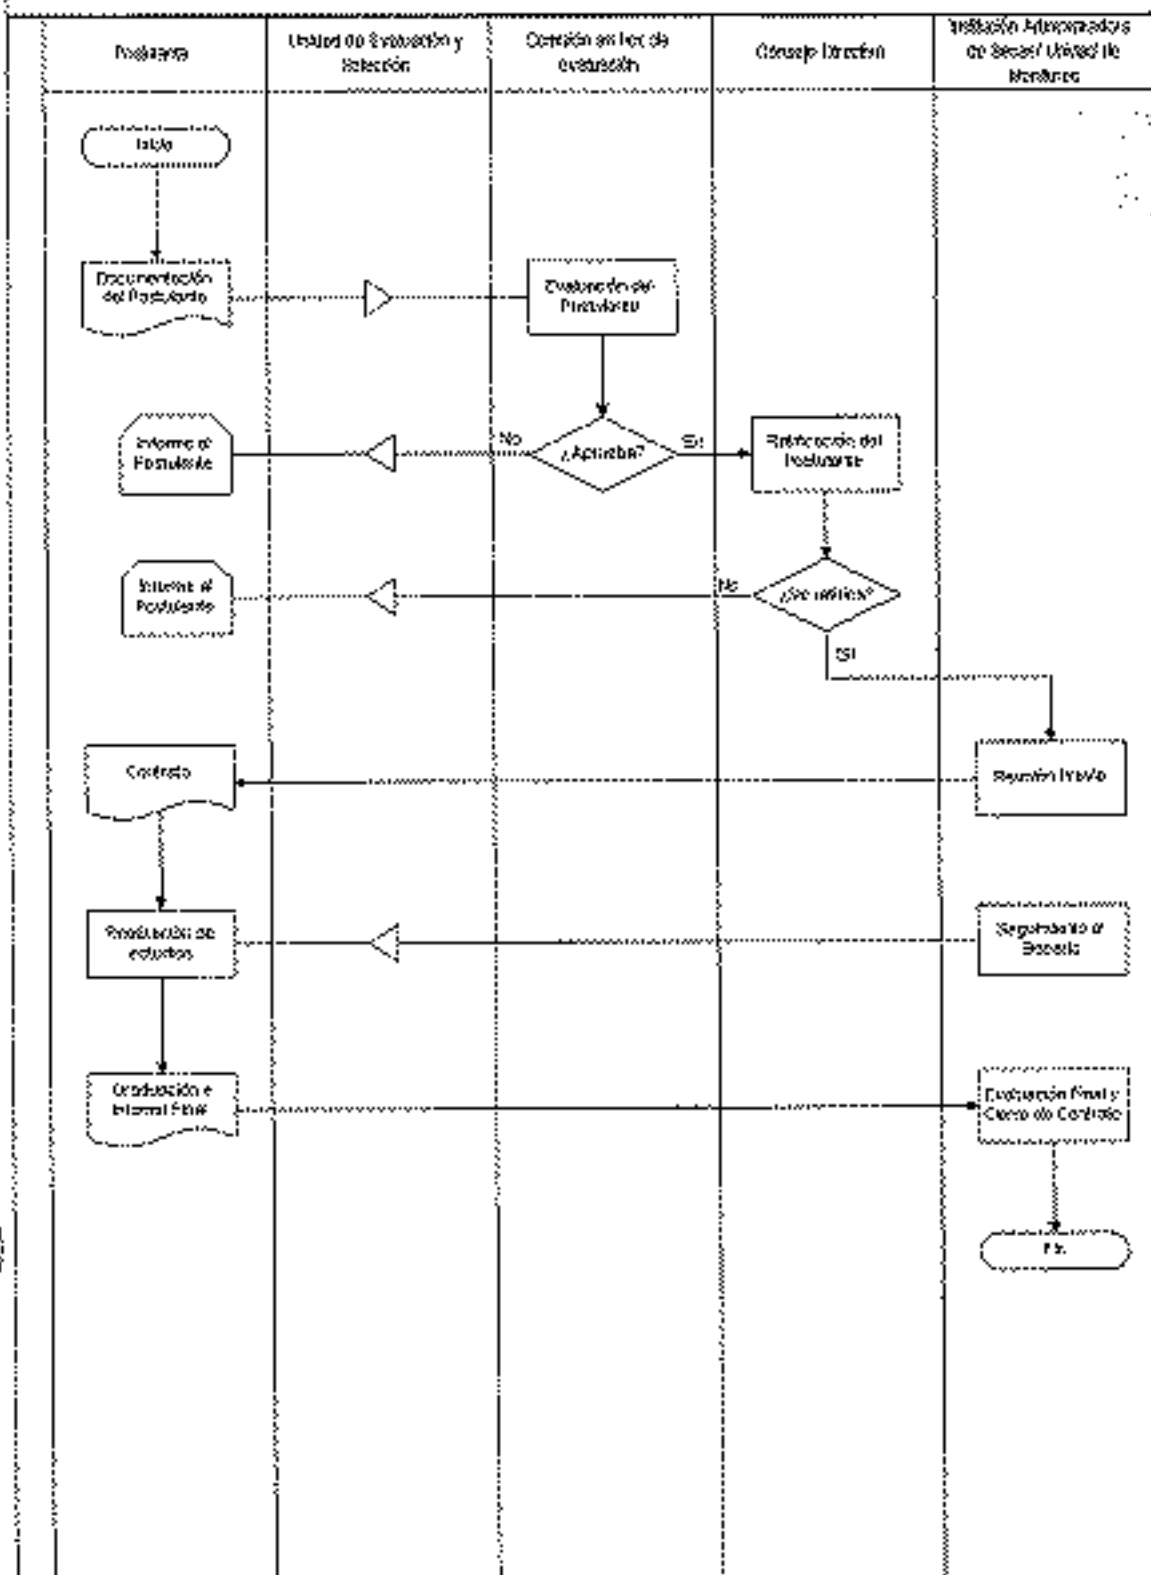 Postulante
Unidad de Evaluación y
Selección
Comisión ad hoc de
evaluación
Consejo Directivo
Institución Administradora
de Becas/ Unidad de
Monitoreo
Inicio
Documentación
del Postulante
Evaluación del
Postulante
Informe al
Postulante
No
¿Aprueba?
Si
Ratificación del
Postulante
Informe al
Postulante
No
¿Se ratifica?
Si
Contrato
Reunión
Realización de
estudios
Seguimiento al
Becario
Graduación e
Informe Final
Evaluación Final y
Cierre de Contrato
Fin